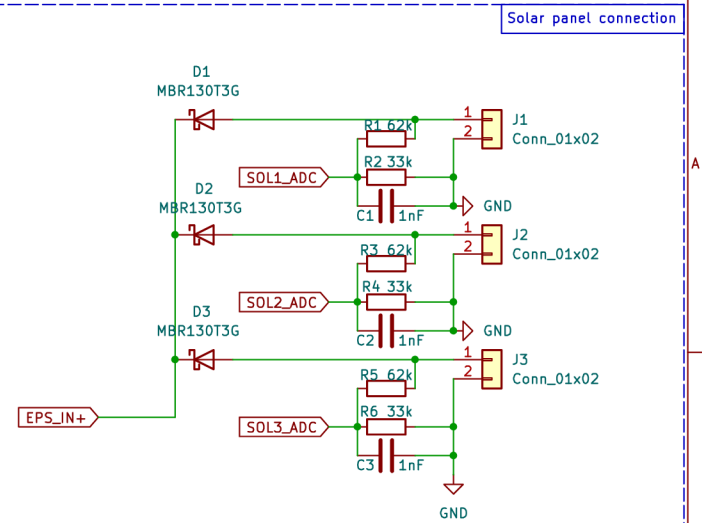 Solar panel connection
A
D1
MBR130T3G
R1 62k
1
2
J1
Conn_01x02
R2 33k
SOL1_ADC
C1 1nF
GND
D2
MBR130T3G
R3 62k
1
2
J2
Conn_01x02
R4 33k
SOL2_ADC
C2 1nF
GND
D3
MBR130T3G
R5 62k
1
2
J3
Conn_01x02
R6 33k
EPS_IN+
SOL3_ADC
C3 1nF
GND